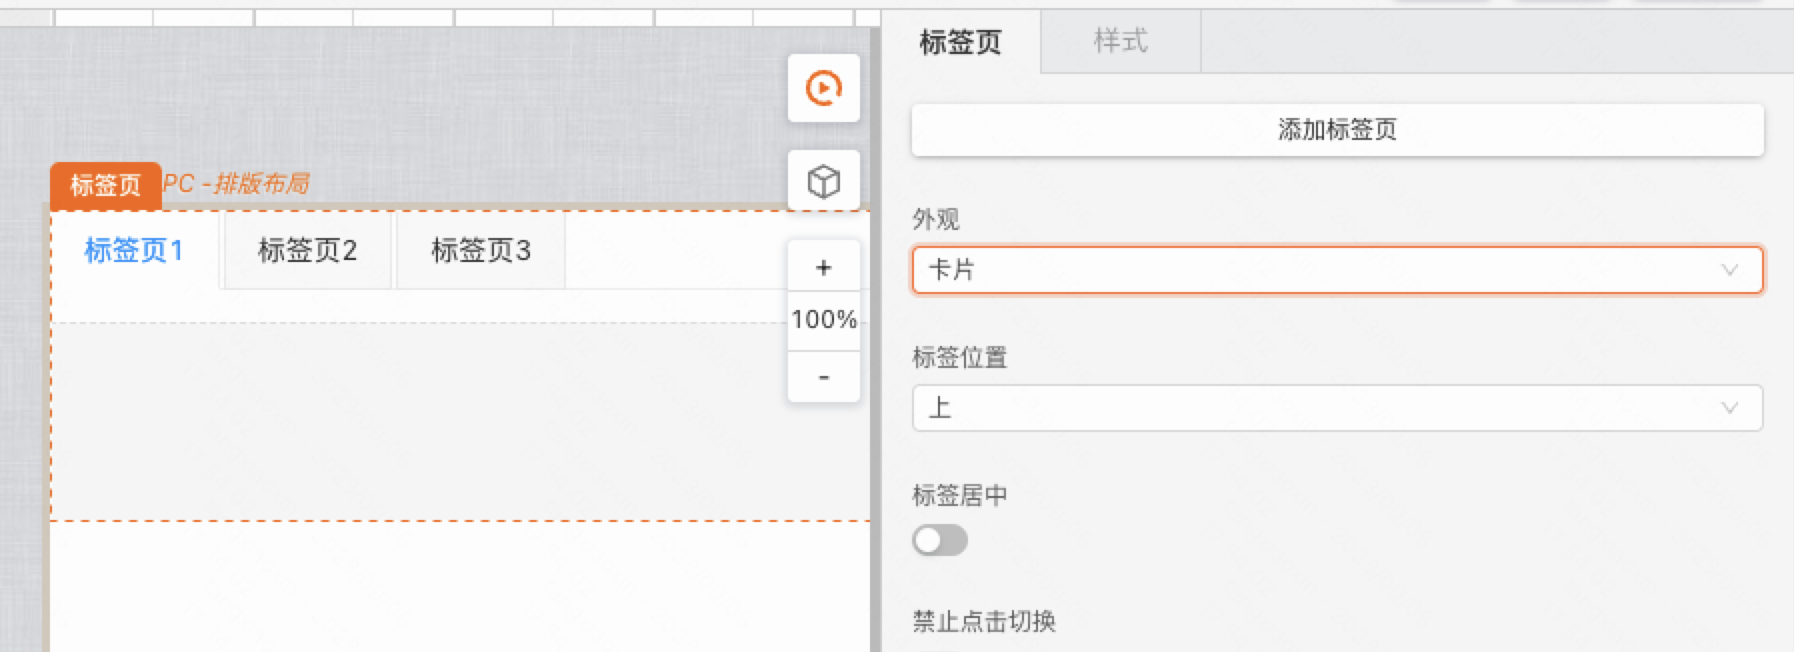 标签页
PC -排版布局
标签页1
标签页2
标签页3
+
100%
-
标签页
样式
添加标签页
外观
卡片
标签位置
上
标签居中
禁止点击切换